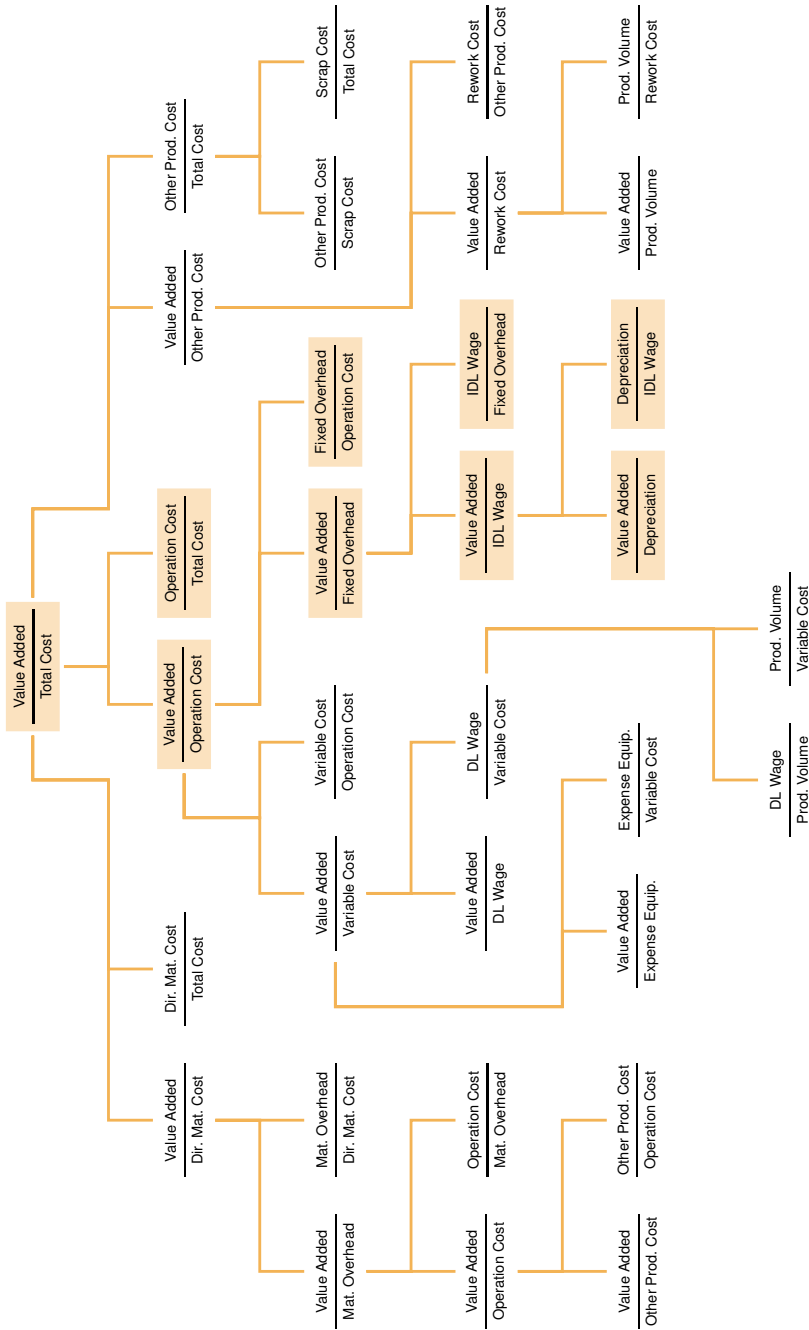 Value Added
Total Cost
Value Added
Dir. Mat. Cost
Dir. Mat. Cost
Total Cost
Value Added
Operation Cost
Operation Cost
Total Cost
Value Added
Other Prod. Cost
Other Prod. Cost
Total Cost
Value Added
Mat. Overhead
Mat. Overhead
Dir. Mat. Cost
Value Added
Variable Cost
Variable Cost
Operation Cost
Value Added
Fixed Overhead
Fixed Overhead
Operation Cost
Other Prod. Cost
Scrap Cost
Scrap Cost
Total Cost
Value Added
Operation Cost
Operation Cost
Mat. Overhead
Value Added
DL Wage
DL Wage
Variable Cost
Value Added
IDL Wage
IDL Wage
Fixed Overhead
Value Added
Rework Cost
Rework Cost
Other Prod. Cost
Value Added
Other Prod. Cost
Other Prod. Cost
Operation Cost
Value Added
Expense Equip.
Expense Equip.
Variable Cost
Value Added
Depreciation
Depreciation
IDL Wage
Value Added
Prod. Volume
Prod. Volume
Rework Cost
DL Wage
Prod. Volume
Prod. Volume
Variable Cost